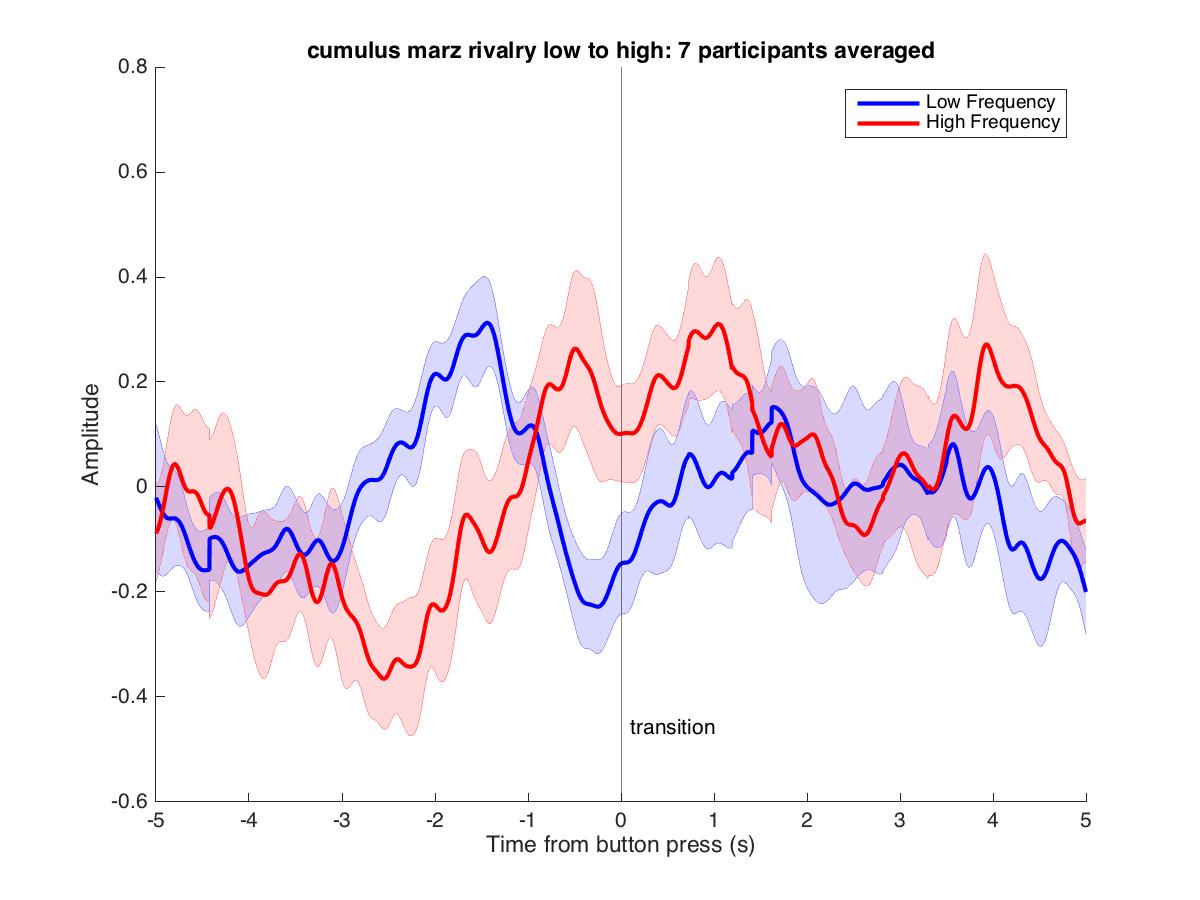 cumulus marz rivalry low to high: 7 participants averaged
0.8
Low Frequency
High Frequency
0.6
0.4
0.2
0
-0.2
-0.4
-0.6
Amplitude
transition
-5 -4 -3 -2 -1 0 1 2 3 4 5
Time from button press (s)